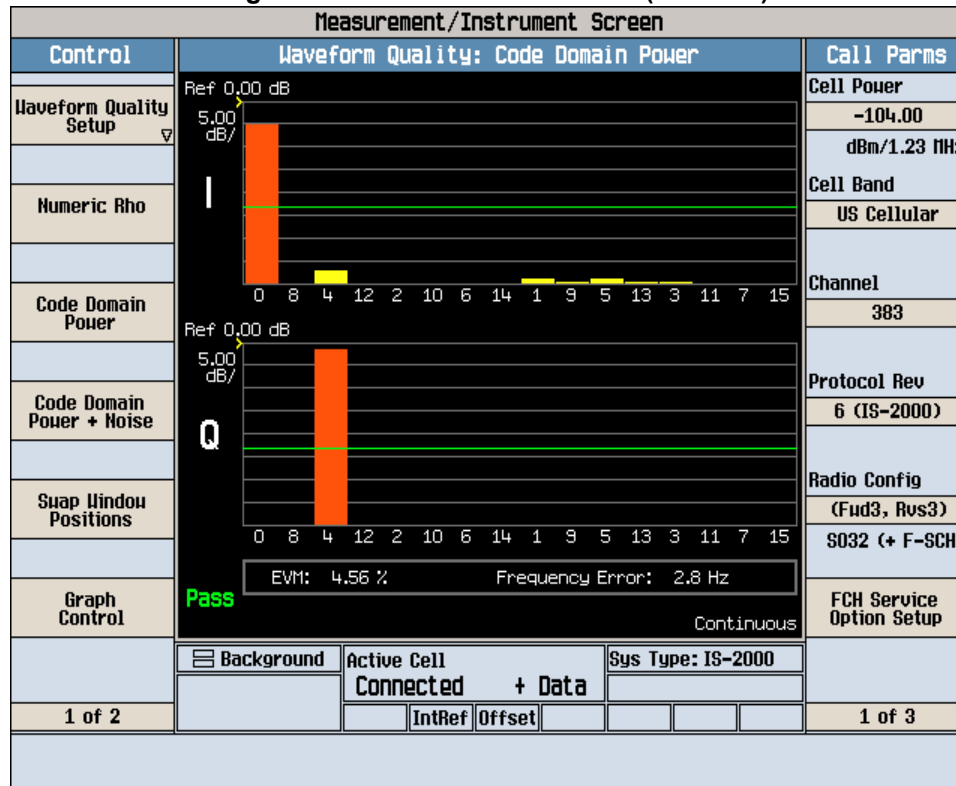 Measurement/Instrument Screen
Control
Waveform Quality Setup
Numeric Rho
Code Domain Power
Code Domain Power + Noise
Swap Window Positions
Graph Control
1 of 2
Waveform Quality: Code Domain Power
Ref 0.00 dB
5.00 dB/
I
0 8 4 12 2 10 6 14 1 9 5 13 3 11 7 15
Ref 0.00 dB
5.00 dB/
Q
0 8 4 12 2 10 6 14 1 9 5 13 3 11 7 15
EVM: 4.56 % Frequency Error: 2.8 Hz
Pass
Continuous
Background
Active Cell
Connected + Data
Sys Type: IS-2000
IntRef Offset
Call Parms
Cell Power
-104.00
dBm/1.23 MH
Cell Band
US Cellular
Channel
383
Protocol Rev
6 (IS-2000)
Radio Config
(Fwd3, Rvs3)
SO32 (+ F-SCH
FCH Service Option Setup
1 of 3